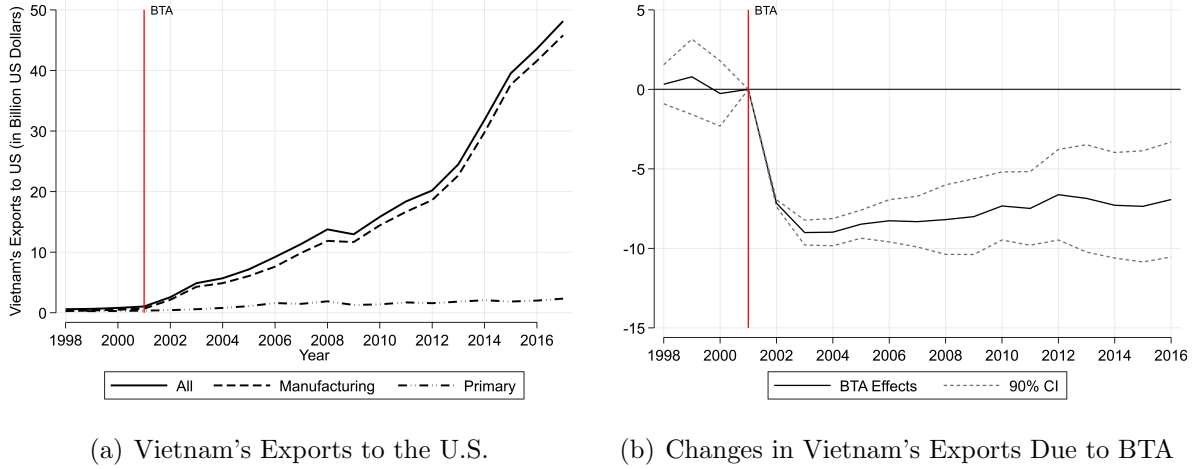 Vietnam's Exports to US (in Billion US Dollars)
50
40
30
20
10
0
BTA
1998 2000 2002 2004 2006 2008 2010 2012 2014 2016
Year
All Manufacturing Primary
(a) Vietnam's Exports to the U.S.
5
0
-5
-10
-15
BTA
1998 2000 2002 2004 2006 2008 2010 2012 2014 2016
BTA Effects 90% CI
(b) Changes in Vietnam's Exports Due to BTA